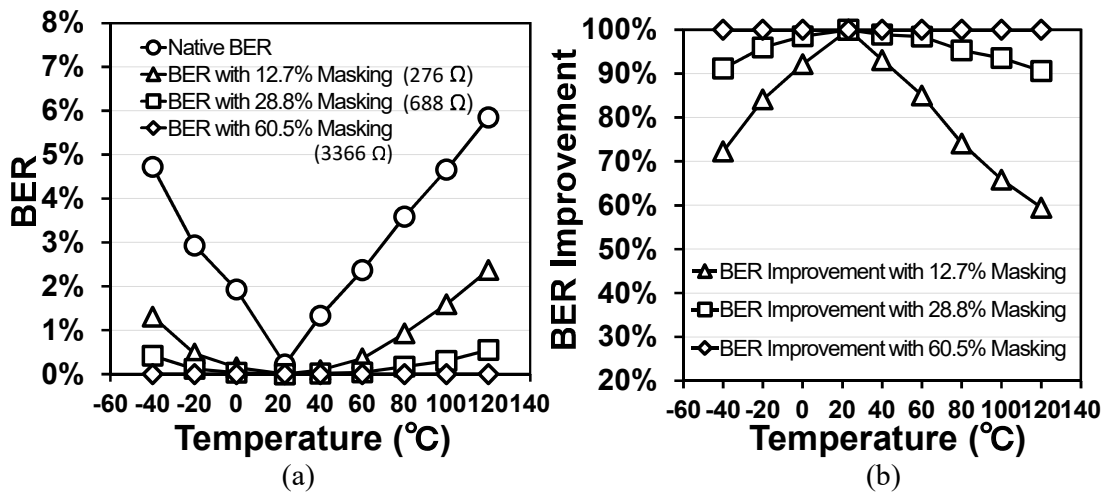 8%
7%
6%
5%
4%
3%
2%
1%
0%
BER
Native BER
BER with 12.7% Masking (276 Ω)
BER with 28.8% Masking (688 Ω)
BER with 60.5% Masking
(3366 Ω)
-60 -40 -20 0 20 40 60 80 100 120 140
Temperature (℃)
(a)
100%
90%
80%
70%
60%
50%
40%
30%
20%
BER Improvement
BER Improvement with 12.7% Masking
BER Improvement with 28.8% Masking
BER Improvement with 60.5% Masking
-60 -40 -20 0 20 40 60 80 100 120 140
Temperature (℃)
(b)